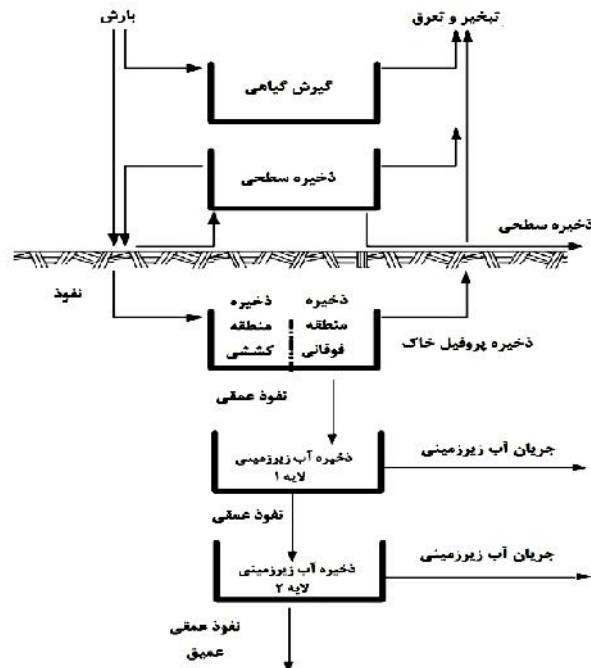 بارش
تبخیر و تعرق
گیرش گیاهی
ذخیره سطحی
ذخیره سطحی
نفوذ
ذخیره
منطقه
فوقانی
ذخیره
منطقه
کششی
ذخیره پروفیل خاک
نفوذ عمقی
ذخیره آب زیرزمینی
لایه ۱
جریان آب زیرزمینی
نفوذ عمقی
ذخیره آب زیرزمینی
لایه ۲
جریان آب زیرزمینی
نفوذ عمقی
عمیق